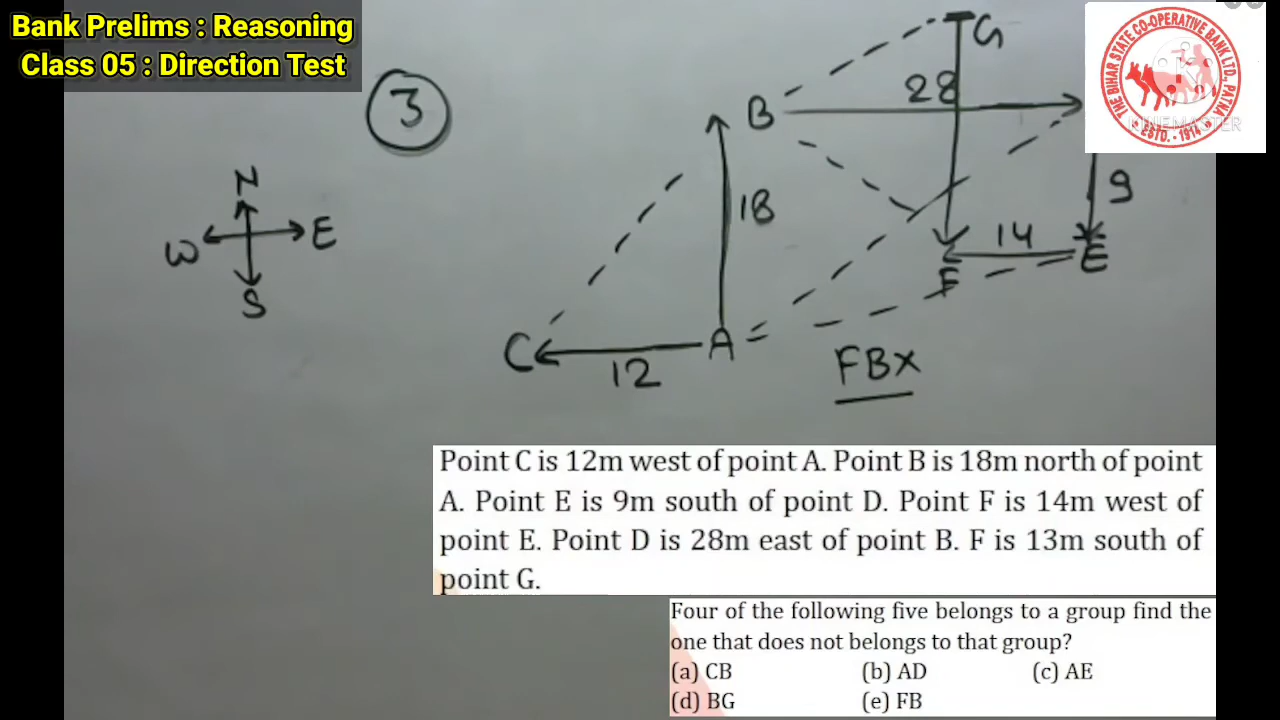 Bank Prelims : Reasoning
Class 05 : Direction Test
3
N
W E
S
G
B 28
18
9
14
F E
C A
12
FBX
THE BIHAR STATE CO-OPERATIVE BANK LTD., PATNA
ESTD. - 1914
KINEMASTER
Point C is 12m west of point A. Point B is 18m north of point
A. Point E is 9m south of point D. Point F is 14m west of
point E. Point D is 28m east of point B. F is 13m south of
point G.
Four of the following five belongs to a group find the
one that does not belongs to that group?
(a) CB (b) AD (c) AE
(d) BG (e) FB